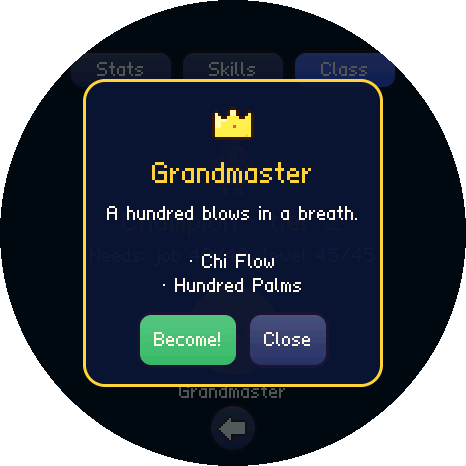 Stats Skills Class
Grandmaster
A hundred blows in a breath.
· Chi Flow
· Hundred Palms
Become! Close
Grandmaster